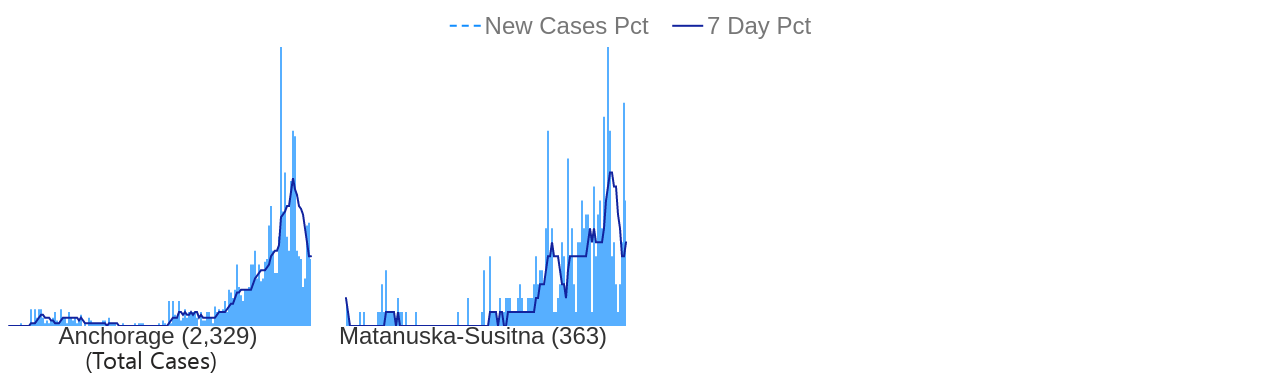 New Cases Pct 7 Day Pct
Anchorage (2,329) Matanuska-Susitna (363)
(Total Cases)